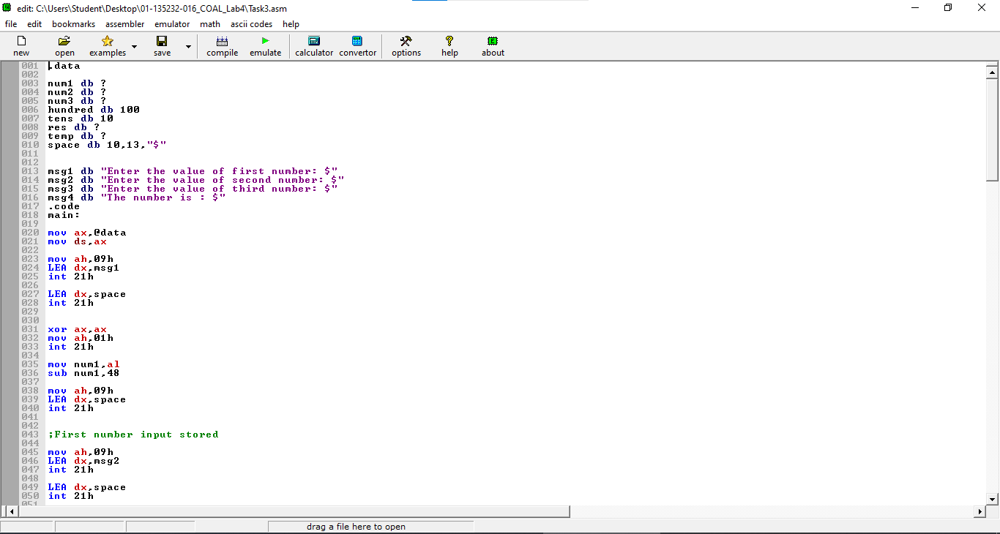 edit: C:\Users\Student\Desktop\01-135232-016_COAL_Lab4\Task3.asm
file edit bookmarks assembler emulator math ascii codes help
new open examples save compile emulate calculator convertor options help about
001 .data
002
003 num1 db ?
004 num2 db ?
005 num3 db ?
006 hundred db 100
007 tens db 10
008 res db ?
009 temp db ?
010 space db 10,13,"$"
011
012
013 msg1 db "Enter the value of first number: $"
014 msg2 db "Enter the value of second number: $"
015 msg3 db "Enter the value of third number: $"
016 msg4 db "The number is : $"
017 .code
018 main:
019
020 mov ax,@data
021 mov ds,ax
022
023 mov ah,09h
024 LEA dx,msg1
025 int 21h
026
027 LEA dx,space
028 int 21h
029
030
031 xor ax,ax
032 mov ah,01h
033 int 21h
034
035 mov num1,al
036 sub num1,48
037
038 mov ah,09h
039 LEA dx,space
040 int 21h
041
042
043 ;First number input stored
044
045 mov ah,09h
046 LEA dx,msg2
047 int 21h
048
049 LEA dx,space
050 int 21h
051
drag a file here to open